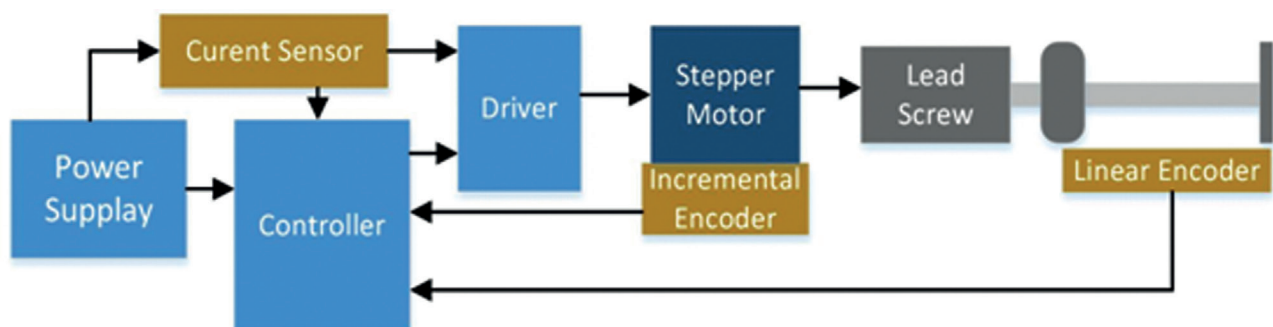 Curent Sensor
Power
Supplay
Controller
Driver
Stepper
Motor
Incremental
Encoder
Lead
Screw
Linear Encoder